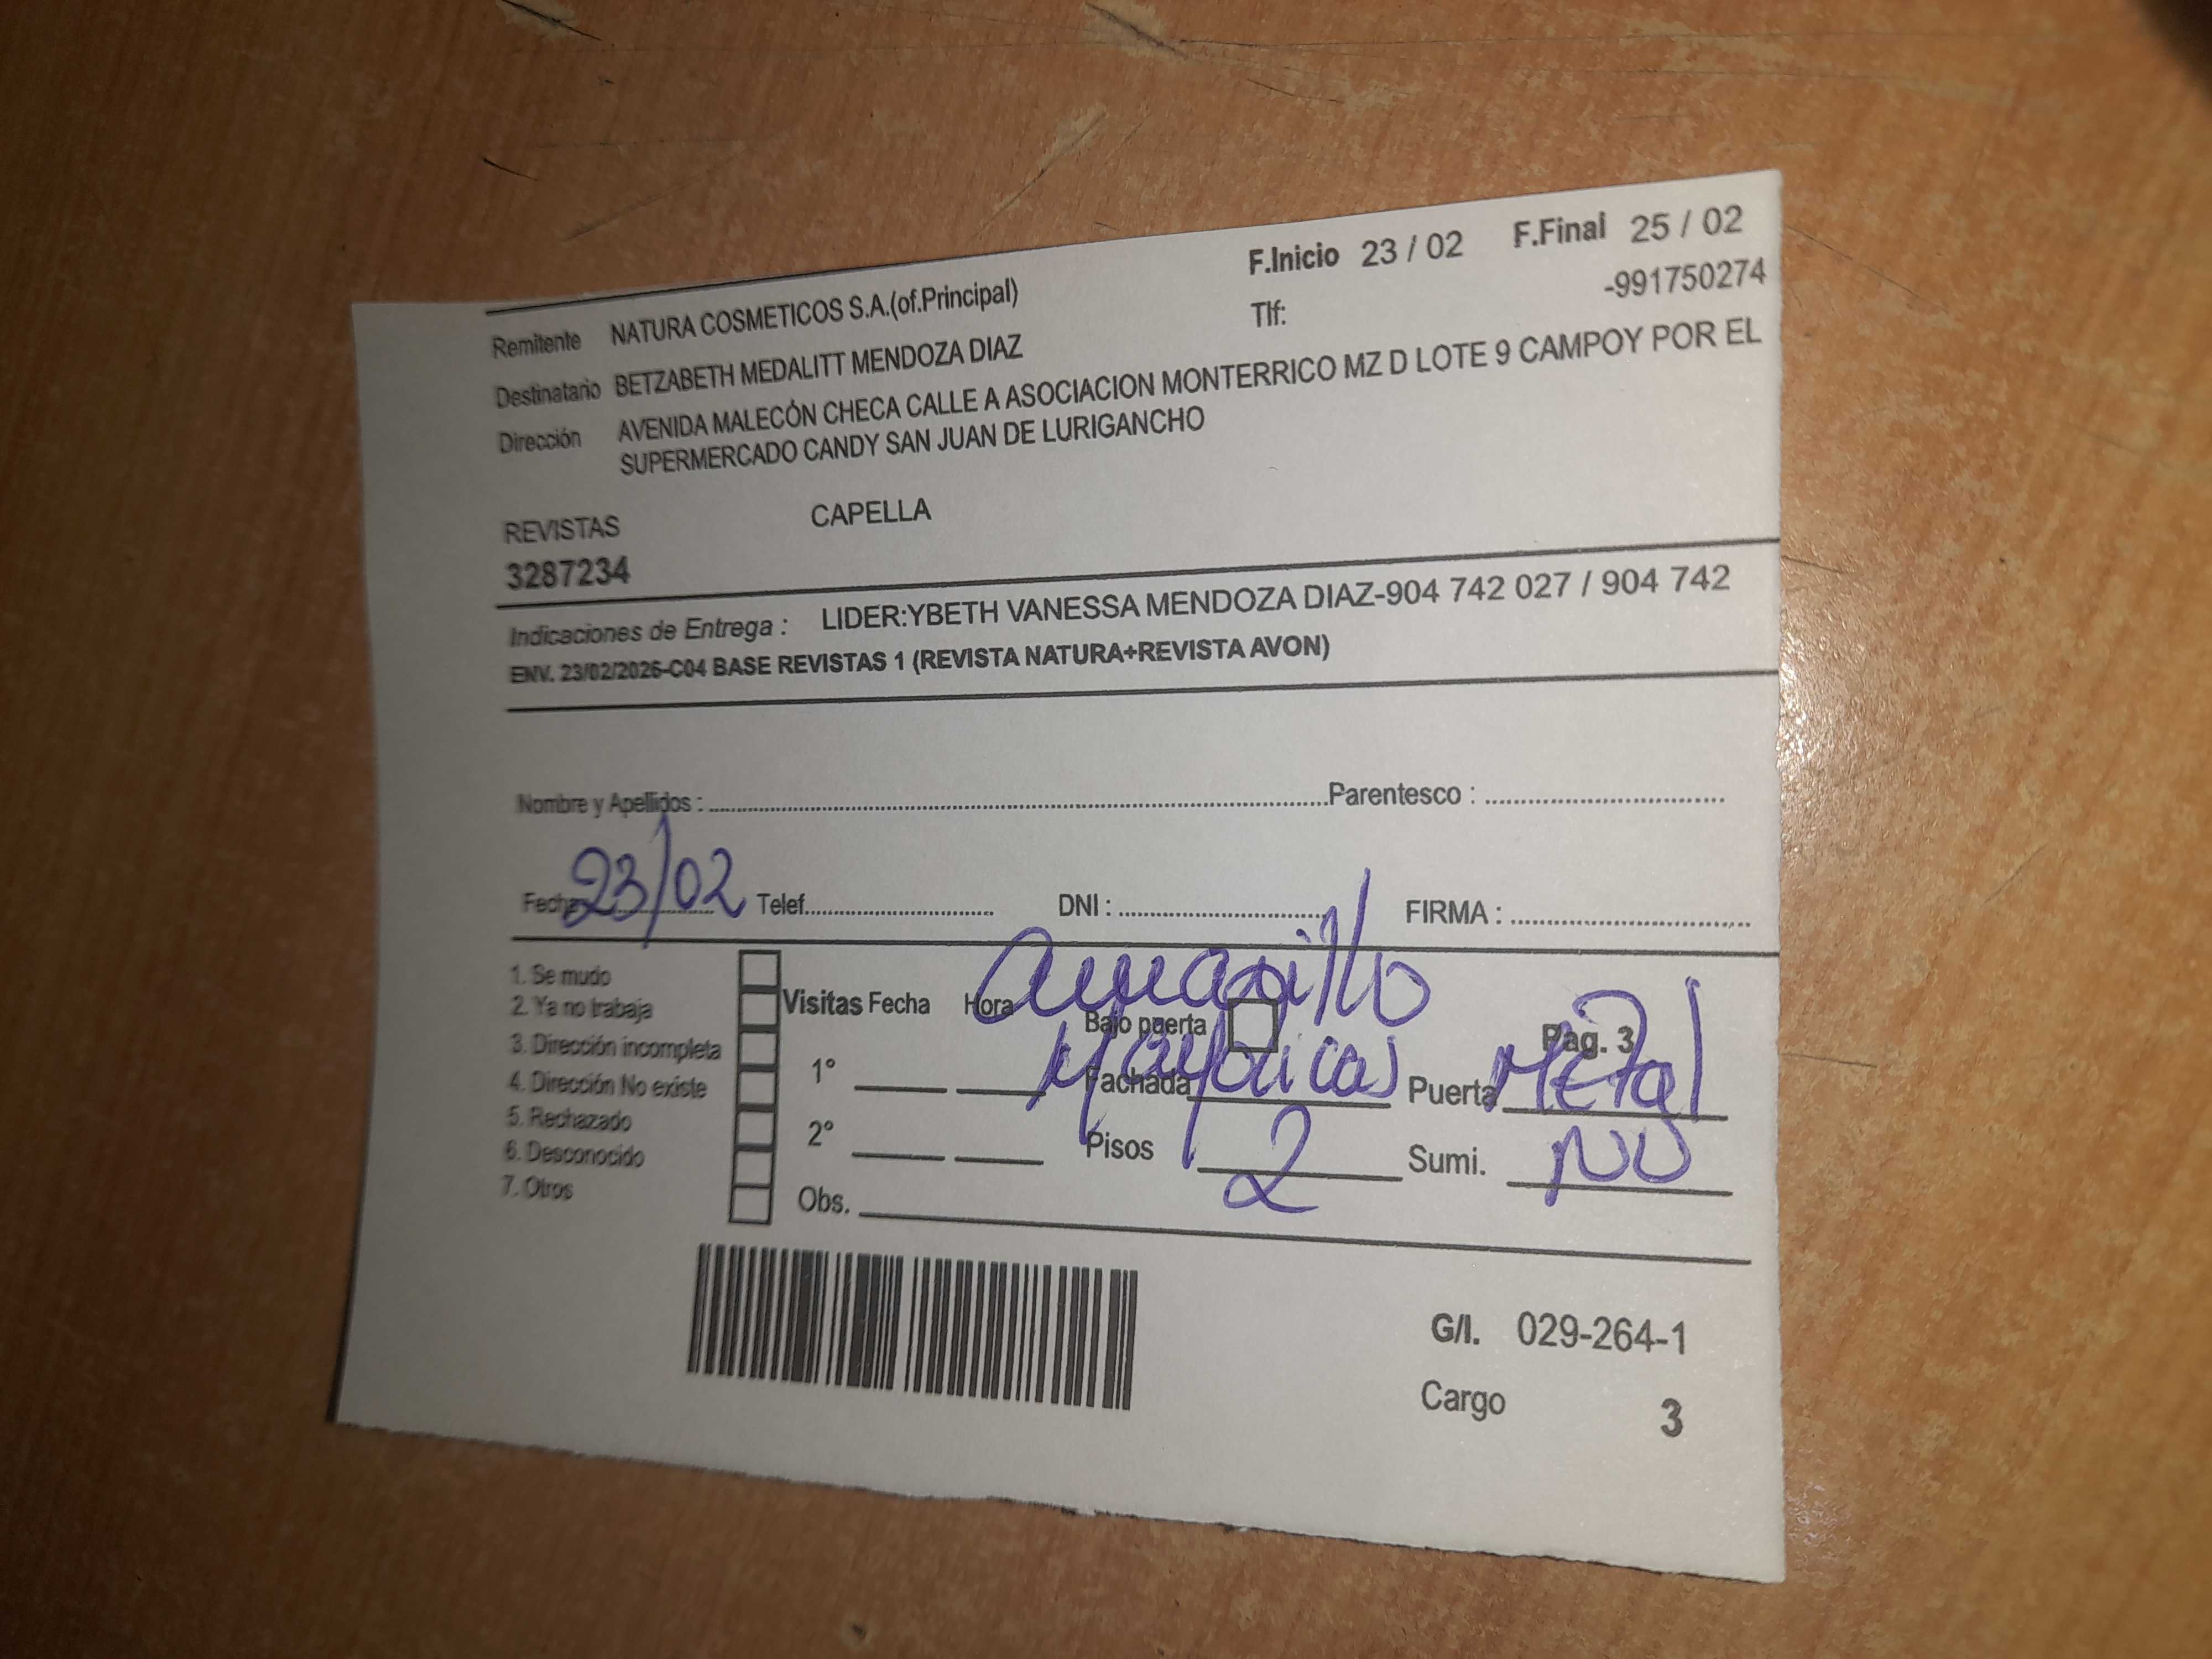 F.Inicio 23 / 02 F.Final 25 / 02
Remitente NATURA COSMETICOS S.A.(of.Principal) Tlf: -991750274
Destinatario BETZABETH MEDALITT MENDOZA DIAZ
Dirección AVENIDA MALECÓN CHECA CALLE A ASOCIACION MONTERRICO MZ D LOTE 9 CAMPOY POR EL
SUPERMERCADO CANDY SAN JUAN DE LURIGANCHO
REVISTAS CAPELLA
3287234
Indicaciones de Entrega : LIDER:YBETH VANESSA MENDOZA DIAZ-904 742 027 / 904 742
ENV. 23/02/2026-C04 BASE REVISTAS 1 (REVISTA NATURA+REVISTA AVON)
Nombre y Apellidos : Parentesco :
Fecha 23/02 Telef. DNI : FIRMA :
1. Se mudo
2. Ya no trabaja
3. Dirección incompleta
4. Dirección No existe
5. Rechazado
6. Desconocido
7. Otros
Visitas Fecha Hora
1°
2°
Obs.
amarillo
Bajo puerta Pag. 3
Fachada Mayolicas Puerta Metal
Pisos 2 Sumi. NO
G/I. 029-264-1
Cargo 3